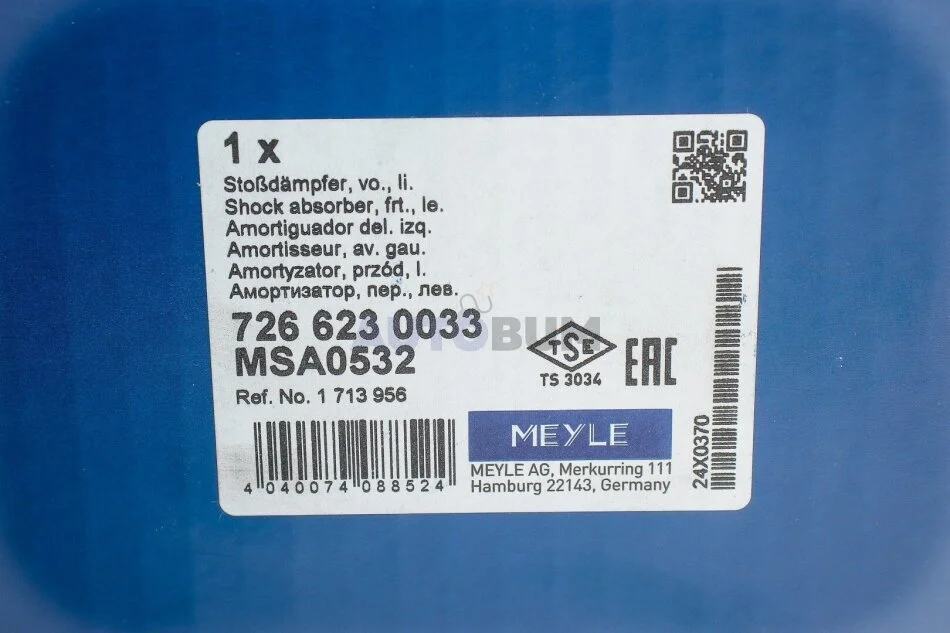 1 x
Stoßdämpfer, vo., li.
Shock absorber, frt., le.
Amortiguador del. izq.
Amortisseur, av. gau.
Amortyzator, przód, l.
Амортизатор, пер., лев.
726 623 0033
MSA0532
Ref. No. 1 713 956
AUTOBUM
TSE
TS 3034
EAC
4 040074 088524
MEYLE
MEYLE AG, Merkurring 111
Hamburg 22143, Germany
24X0370